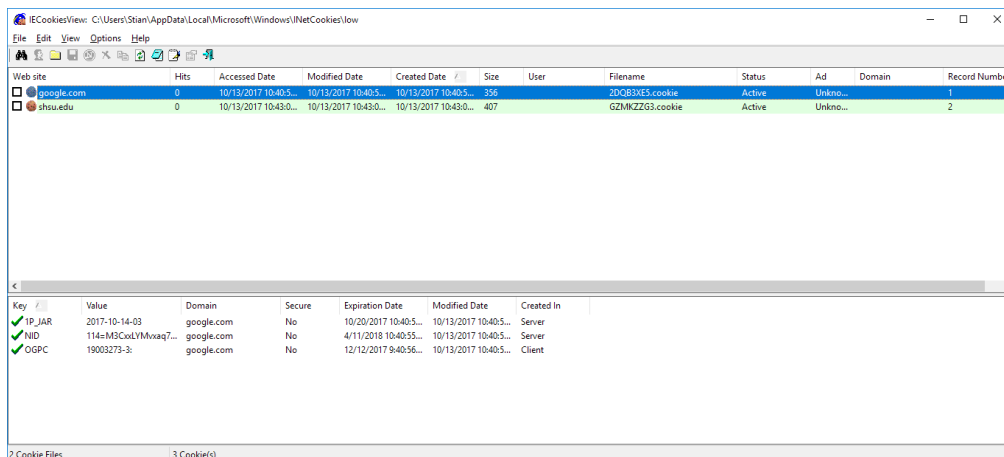 IECookiesView: C:\Users\Stian\AppData\Local\Microsoft\Windows\INetCookies\low
File Edit View Options Help
Web site Hits Accessed Date Modified Date Created Date / Size User Filename Status Ad Domain Record Numbe
google.com 0 10/13/2017 10:40:5... 10/13/2017 10:40:5... 10/13/2017 10:40:5... 356 2DQB3XE5.cookie Active Unkno... 1
shsu.edu 0 10/13/2017 10:43:0... 10/13/2017 10:43:0... 10/13/2017 10:43:0... 407 GZMKZZG3.cookie Active Unkno... 2
Key / Value Domain Secure Expiration Date Modified Date Created In
1P_JAR 2017-10-14-03 google.com No 10/20/2017 10:40:5... 10/13/2017 10:40:5... Server
NID 114=M3CxxLYMvxaq7... google.com No 4/11/2018 10:40:55... 10/13/2017 10:40:5... Server
OGPC 19003273-3: google.com No 12/12/2017 9:40:56... 10/13/2017 10:40:5... Client
2 Cookie Files 3 Cookie(s)